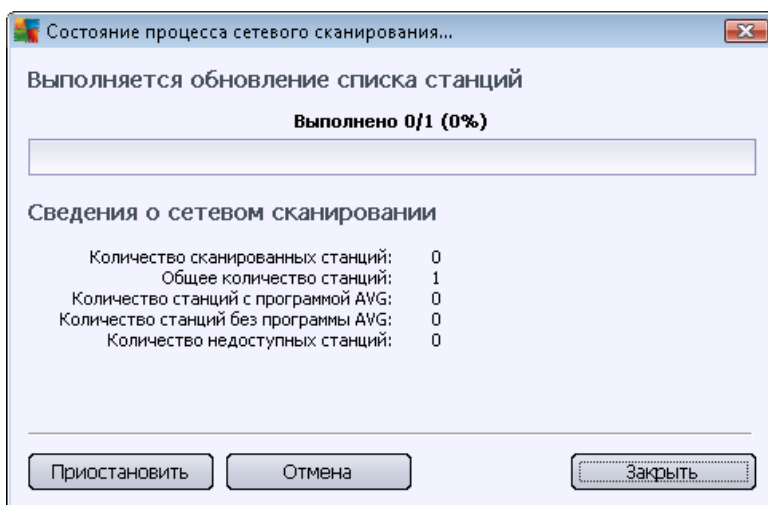 Состояние процесса сетевого сканирования...
Выполняется обновление списка станций
Выполнено 0/1 (0%)
Сведения о сетевом сканировании
Количество сканированных станций: 0
Общее количество станций: 1
Количество станций с программой AVG: 0
Количество станций без программы AVG: 0
Количество недоступных станций: 0
Приостановить Отмена Закрыть